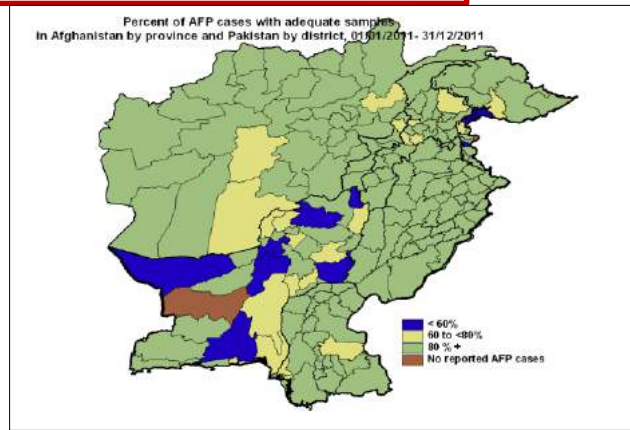 Percent of AFP cases with adequate samples
in Afghanistan by province and Pakistan by district, 01/01/2011- 31/12/2011
< 60%
60 to <80%
80 % +
No reported AFP cases